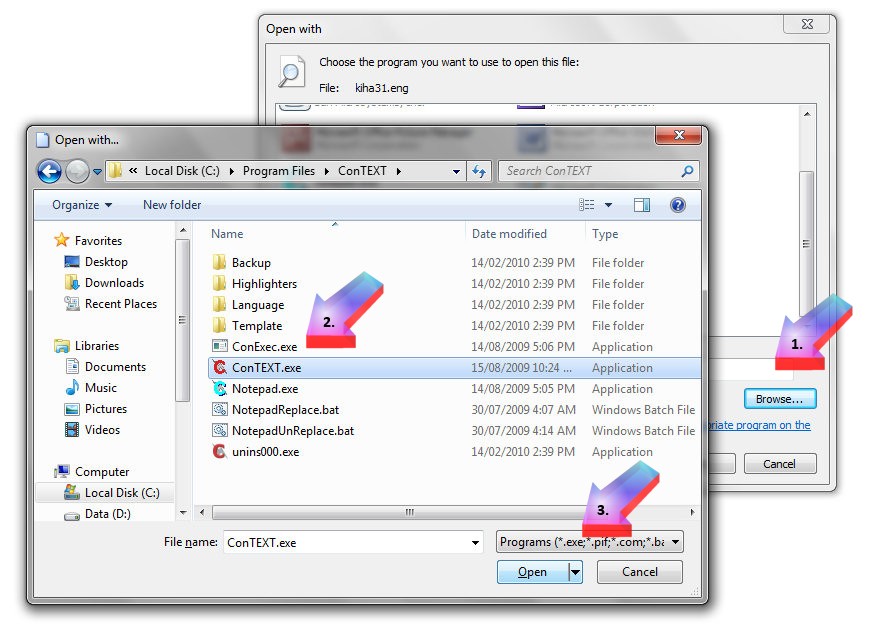 Open with
Choose the program you want to use to open this file:
File: kiha31.eng
Open with...
« Local Disk (C:) Program Files ConTEXT
Search ConTEXT
Organize New folder
Favorites
Desktop
Downloads
Recent Places
Libraries
Documents
Music
Pictures
Videos
Computer
Local Disk (C:)
Data (D:)
Name Date modified Type
Backup 14/02/2010 2:39 PM File folder
Highlighters 14/02/2010 2:39 PM File folder
Language 14/02/2010 2:39 PM File folder
Template 14/02/2010 2:39 PM File folder
ConExec.exe 14/08/2009 5:06 PM Application
ConTEXT.exe 15/08/2009 10:24 ... Application
Notepad.exe 14/08/2009 5:05 PM Application
NotepadReplace.bat 30/07/2009 4:07 AM Windows Batch File
NotepadUnReplace.bat 30/07/2009 4:14 AM Windows Batch File
unins000.exe 14/02/2010 2:39 PM Application
1.
2.
3.
Browse...
program on the
Cancel
File name: ConTEXT.exe
Programs (*.exe;*.pif;*.com;*.ba
Open Cancel